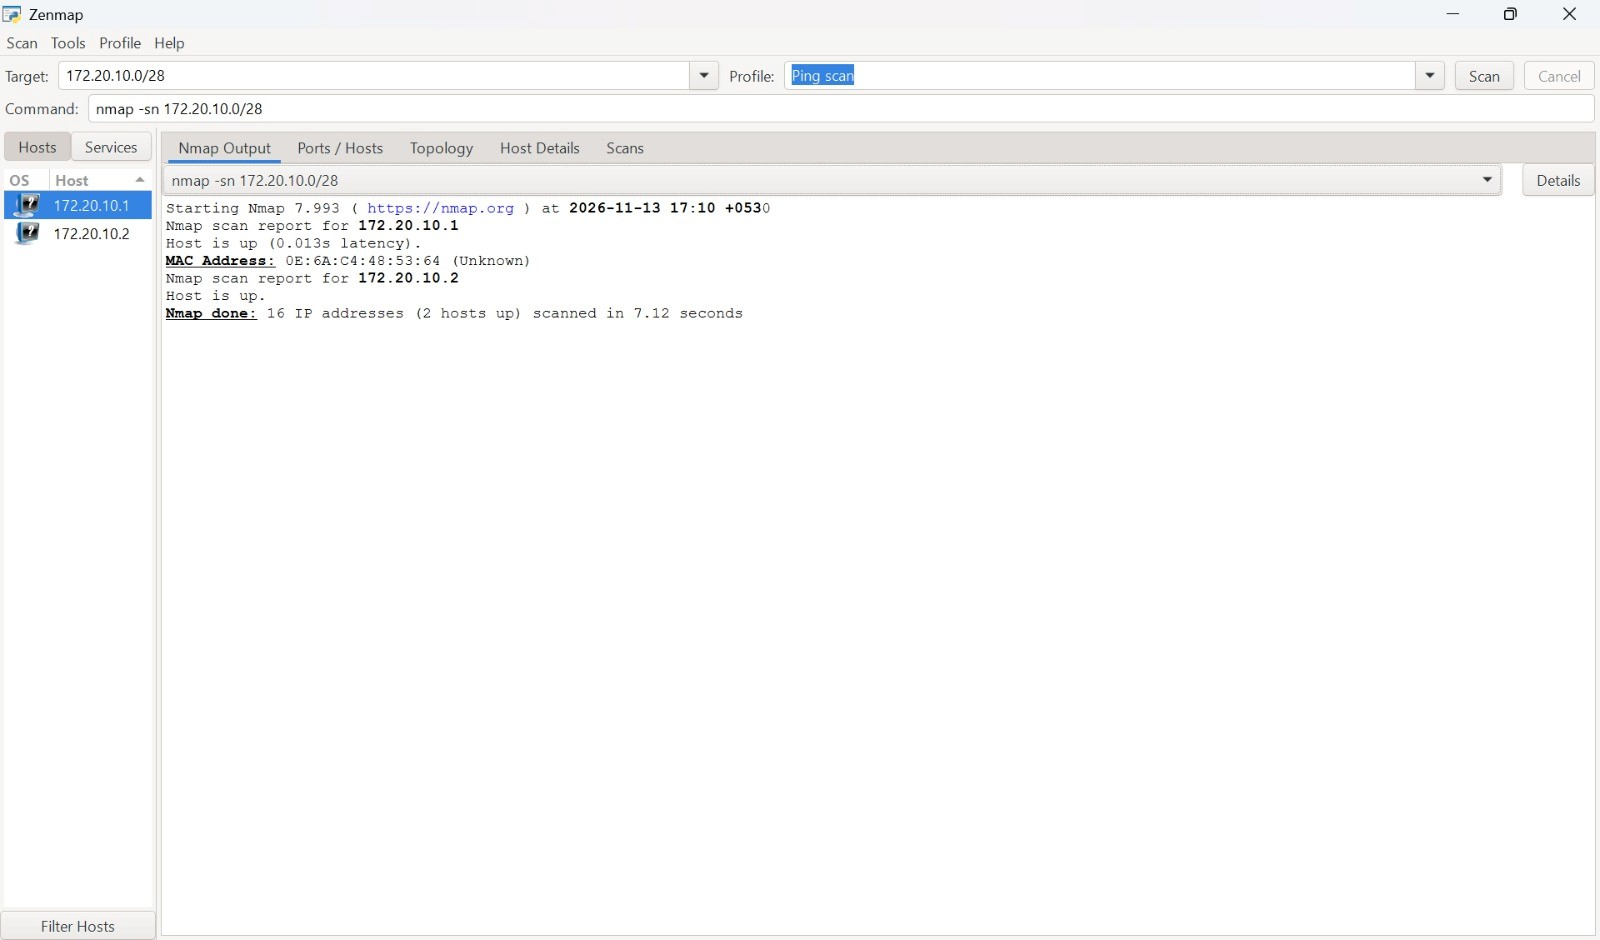 Zenmap
Scan Tools Profile Help
Target: 172.20.10.0/28 Profile: Ping scan Scan Cancel
Command: nmap -sn 172.20.10.0/28
Hosts Services Nmap Output Ports / Hosts Topology Host Details Scans
OS Host nmap -sn 172.20.10.0/28 Details
172.20.10.1
172.20.10.2
Starting Nmap 7.993 ( https://nmap.org ) at 2026-11-13 17:10 +0530
Nmap scan report for 172.20.10.1
Host is up (0.013s latency).
MAC Address: 0E:6A:C4:48:53:64 (Unknown)
Nmap scan report for 172.20.10.2
Host is up.
Nmap done: 16 IP addresses (2 hosts up) scanned in 7.12 seconds
Filter Hosts